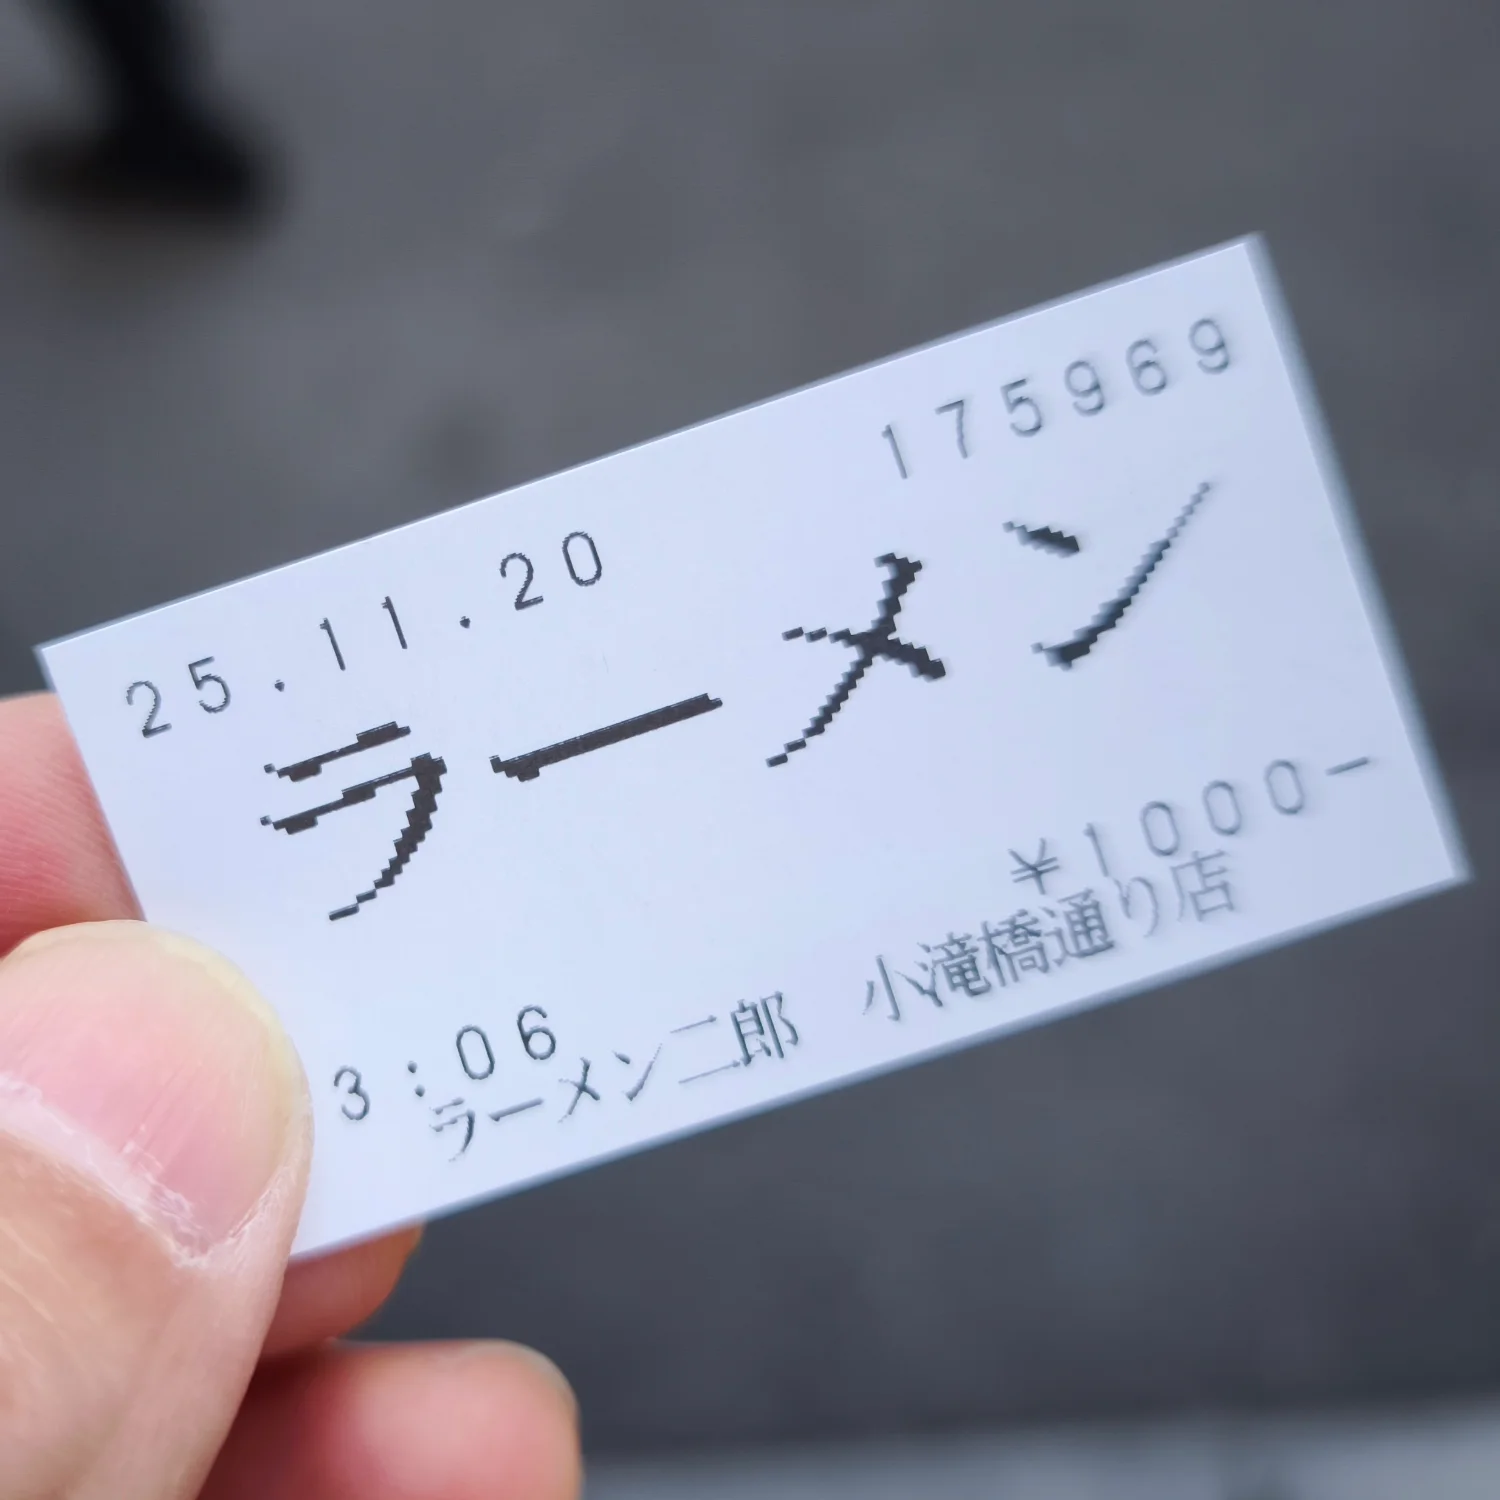 175969
25.11.20
ラーメン
¥1000-
3:06
ラーメン二郎 小滝橋通り店